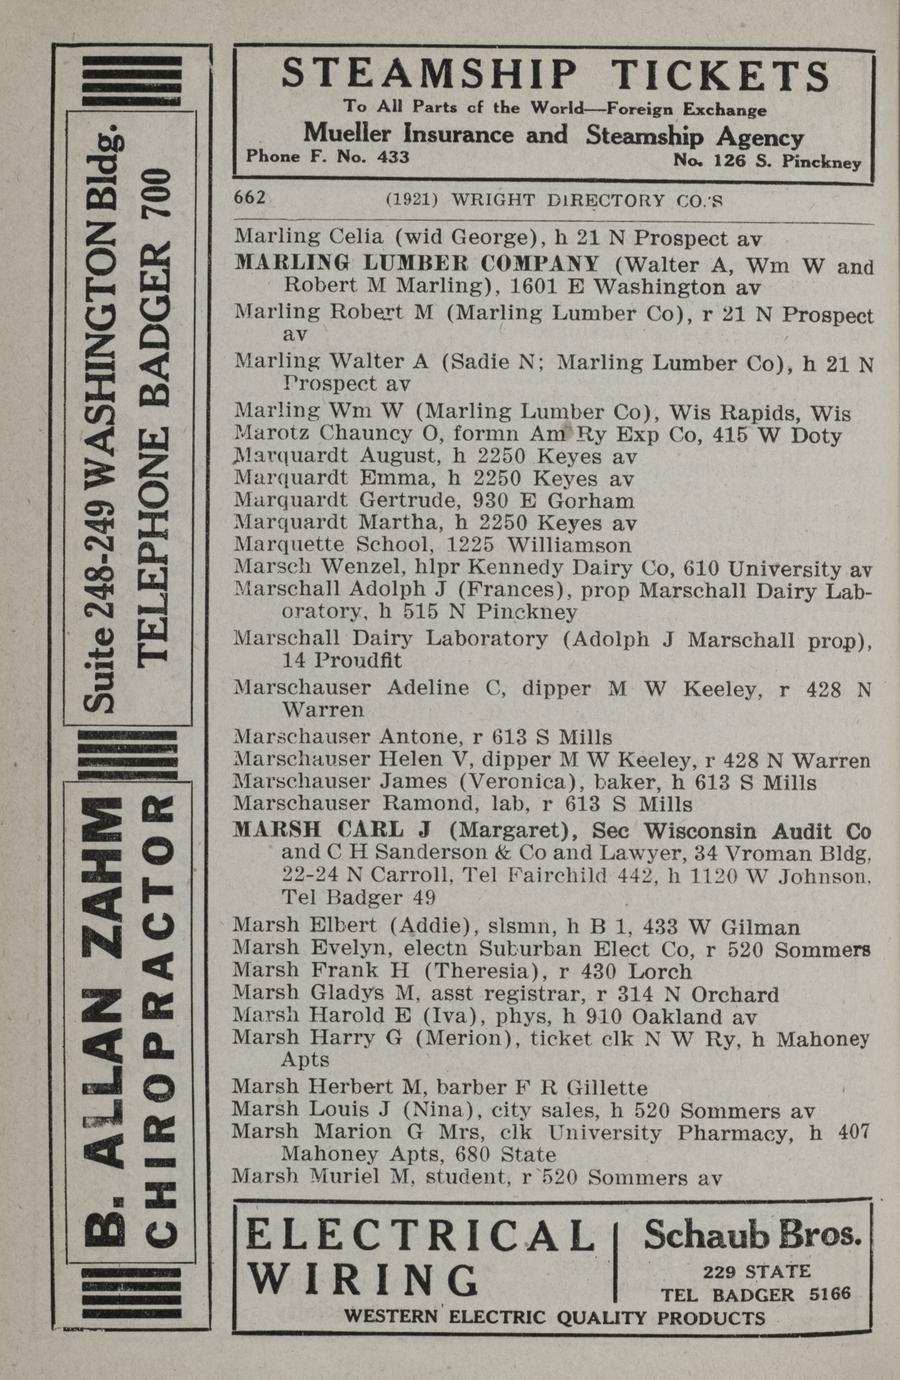 B. ALLAN ZAHM
CHIROPRACTOR
Suite 248-249 WASHINGTON Bldg.
TELEPHONE BADGER 700
STEAMSHIP TICKETS
To All Parts of the World—Foreign Exchange
Mueller Insurance and Steamship Agency
Phone F. No. 433 No. 126 S. Pinckney
662 (1921) WRIGHT DIRECTORY CO.'S
Marling Celia (wid George), h 21 N Prospect av
MARLING LUMBER COMPANY (Walter A, Wm W and
Robert M Marling), 1601 E Washington av
Marling Robert M (Marling Lumber Co), r 21 N Prospect
av
Marling Walter A (Sadie N; Marling Lumber Co), h 21 N
Prospect av
Marling Wm W (Marling Lumber Co), Wis Rapids, Wis
Marotz Chauncy O, formn Am Ry Exp Co, 415 W Doty
Marquardt August, h 2250 Keyes av
Marquardt Emma, h 2250 Keyes av
Marquardt Gertrude, 930 E Gorham
Marquardt Martha, h 2250 Keyes av
Marquette School, 1225 Williamson
Marsch Wenzel, hlpr Kennedy Dairy Co, 610 University av
Marschall Adolph J (Frances), prop Marschall Dairy Lab-
oratory, h 515 N Pinckney
Marschall Dairy Laboratory (Adolph J Marschall prop),
14 Proudfit
Marschauser Adeline C, dipper M W Keeley, r 428 N
Warren
Marschauser Antone, r 613 S Mills
Marschauser Helen V, dipper M W Keeley, r 428 N Warren
Marschauser James (Veronica), baker, h 613 S Mills
Marschauser Ramond, lab, r 613 S Mills
MARSH CARL J (Margaret), Sec Wisconsin Audit Co
and C H Sanderson & Co and Lawyer, 34 Vroman Bldg,
22-24 N Carroll, Tel Fairchild 442, h 1120 W Johnson,
Tel Badger 49
Marsh Elbert (Addie), slsmn, h B 1, 433 W Gilman
Marsh Evelyn, electn Suburban Elect Co, r 520 Sommers
Marsh Frank H (Theresia), r 430 Lorch
Marsh Gladys M, asst registrar, r 314 N Orchard
Marsh Harold E (Iva), phys, h 910 Oakland av
Marsh Harry G (Merion), ticket clk N W Ry, h Mahoney
Apts
Marsh Herbert M, barber F R Gillette
Marsh Louis J (Nina), city sales, h 520 Sommers av
Marsh Marion G Mrs, clk University Pharmacy, h 407
Mahoney Apts, 680 State
Marsh Muriel M, student, r 520 Sommers av
ELECTRICAL
WIRING
Schaub Bros.
229 STATE
TEL BADGER 5166
WESTERN ELECTRIC QUALITY PRODUCTS